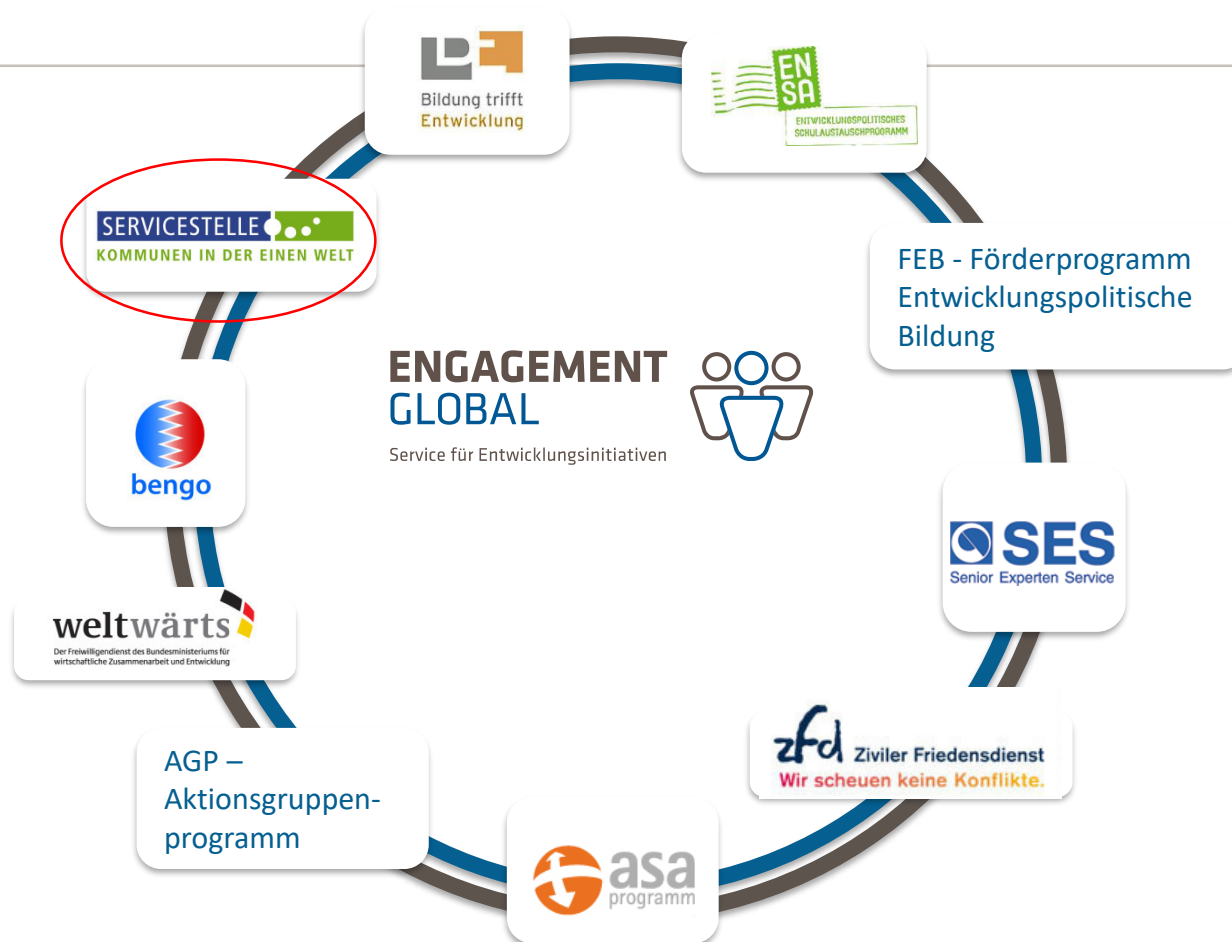 Bildung trifft
Entwicklung
EN
SA
ENTWICKLUNGSPOLITISCHES
SCHULAUSTAUSCHPROGRAMM
SERVICESTELLE
KOMMUNEN IN DER EINEN WELT
FEB - Förderprogramm
Entwicklungspolitische
Bildung
ENGAGEMENT
GLOBAL
Service für Entwicklungsinitiativen
bengo
SES
Senior Experten Service
weltwärts
Der Freiwilligendienst des Bundesministeriums für
wirtschaftliche Zusammenarbeit und Entwicklung
zfd Ziviler Friedensdienst
Wir scheuen keine Konflikte.
AGP –
Aktionsgruppen-
programm
asa
programm